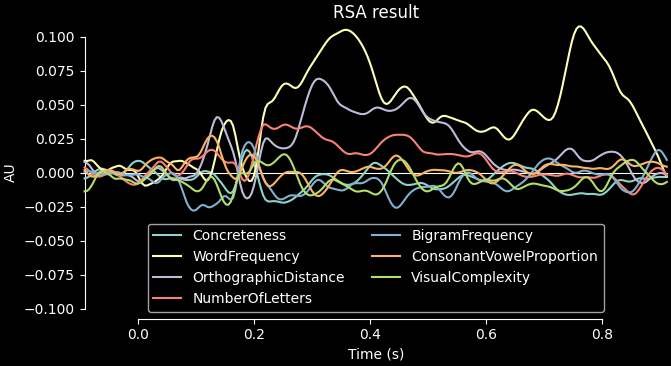 RSA result
AU
0.100
0.075
0.050
0.025
0.000
−0.025
−0.050
−0.075
−0.100
Concreteness
WordFrequency
OrthographicDistance
NumberOfLetters
BigramFrequency
ConsonantVowelProportion
VisualComplexity
0.0 0.2 0.4 0.6 0.8
Time (s)